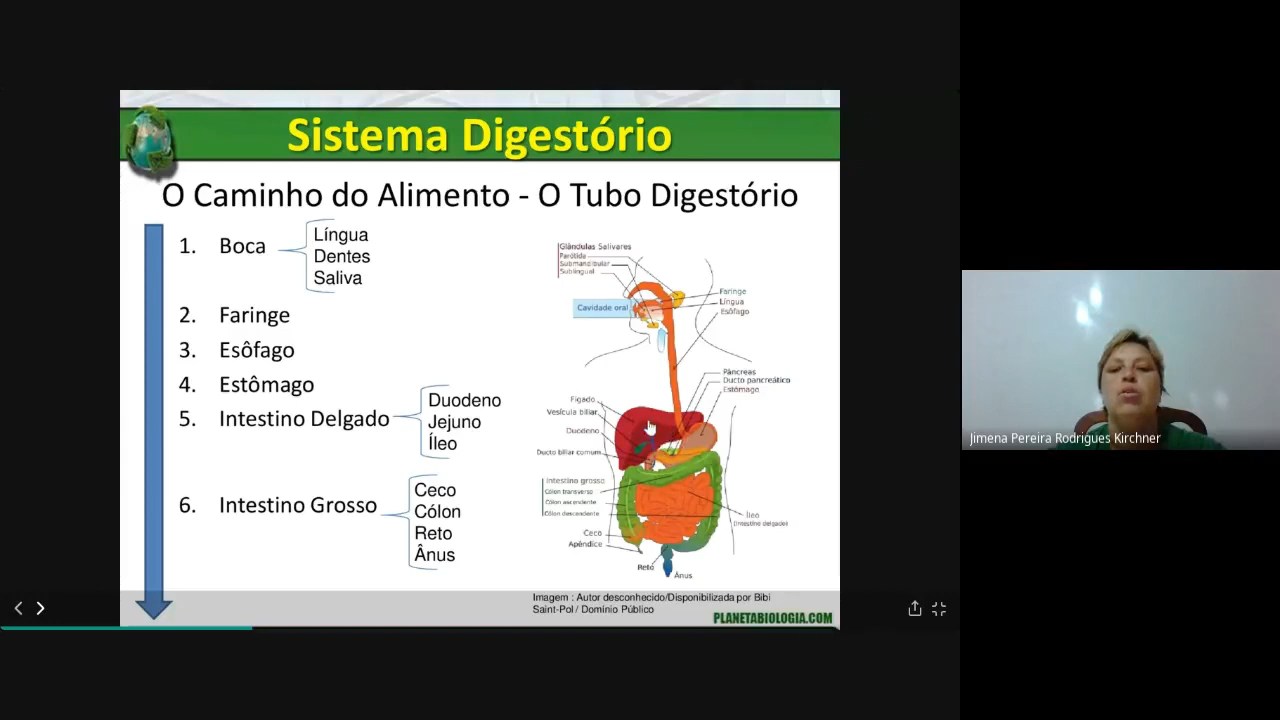 Sistema Digestório
O Caminho do Alimento - O Tubo Digestório
1. Boca
Língua
Dentes
Saliva
2. Faringe
3. Esôfago
4. Estômago
5. Intestino Delgado
Duodeno
Jejuno
Íleo
6. Intestino Grosso
Ceco
Cólon
Reto
Ânus
Glândulas Salivares
Parótida
Submandibular
Sublingual
Cavidade oral
Faringe
Língua
Esôfago
Pâncreas
Ducto pancreático
Estômago
Fígado
Vesícula biliar
Duodeno
Ducto biliar comum
Intestino grosso
Cólon transverso
Cólon ascendente
Cólon descendente
Ceco
Apêndice
Íleo
(intestino delgado)
Reto
Ânus
Imagem : Autor desconhecido/Disponibilizada por Bibi
Saint-Pol / Domínio Público
PLANETABIOLOGIA.COM
Jimena Pereira Rodrigues Kirchner